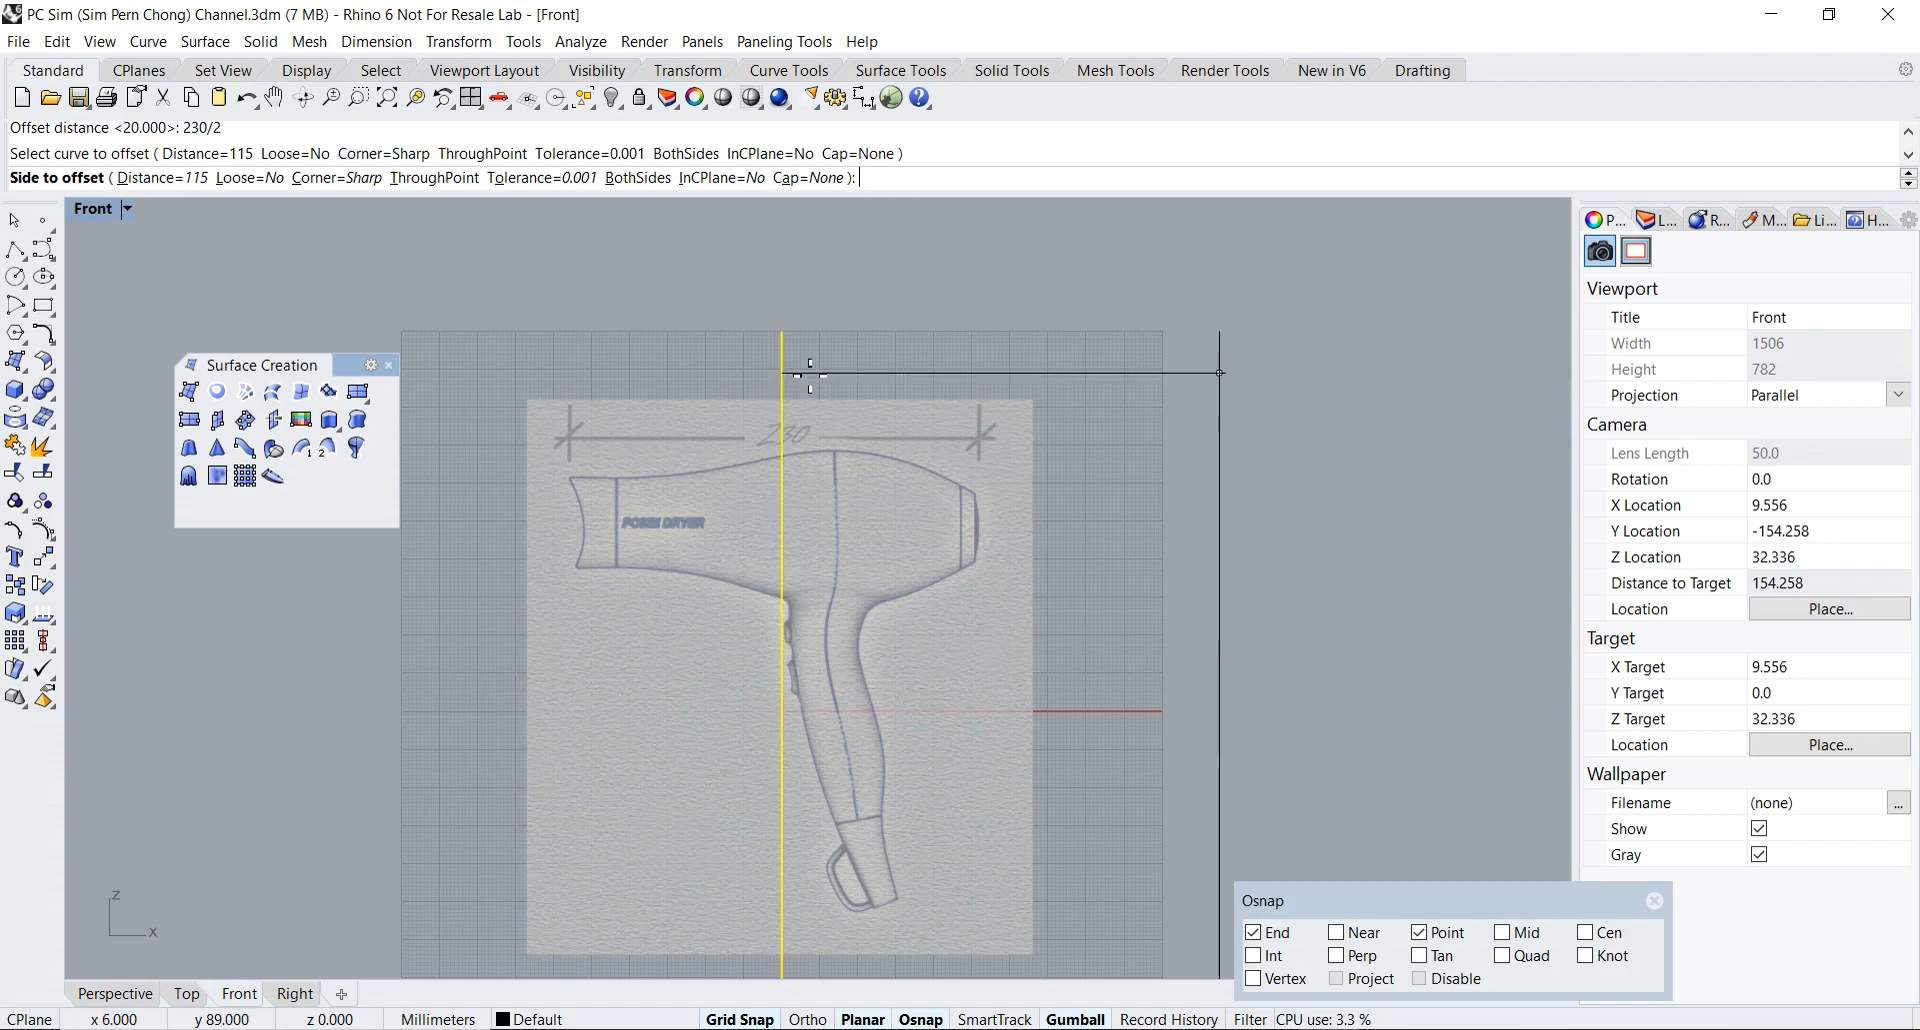 PC Sim (Sim Pern Chong) Channel.3dm (7 MB) - Rhino 6 Not For Resale Lab - [Front]
File Edit View Curve Surface Solid Mesh Dimension Transform Tools Analyze Render Panels Paneling Tools Help
Standard CPlanes Set View Display Select Viewport Layout Visibility Transform Curve Tools Surface Tools Solid Tools Mesh Tools Render Tools New in V6 Drafting
Offset distance <20.000>: 230/2
Select curve to offset ( Distance=115 Loose=No Corner=Sharp ThroughPoint Tolerance=0.001 BothSides InCPlane=No Cap=None )
Side to offset ( Distance=115 Loose=No Corner=Sharp ThroughPoint Tolerance=0.001 BothSides InCPlane=No Cap=None ):
Front
P... L... R... M... Li... H...
Surface Creation
230
Viewport
Title Front
Width 1506
Height 782
Projection Parallel
Camera
Lens Length 50.0
Rotation 0.0
X Location 9.556
Y Location -154.258
Z Location 32.336
Distance to Target 154.258
Location Place...
Target
X Target 9.556
Y Target 0.0
Z Target 32.336
Location Place...
Wallpaper
Filename (none) ...
Show
Gray
z
x
Osnap
End Near Point Mid Cen
Int Perp Tan Quad Knot
Vertex Project Disable
Perspective Top Front Right
CPlane x 6.000 y 89.000 z 0.000 Millimeters Default Grid Snap Ortho Planar Osnap SmartTrack Gumball Record History Filter CPU use: 3.3 %